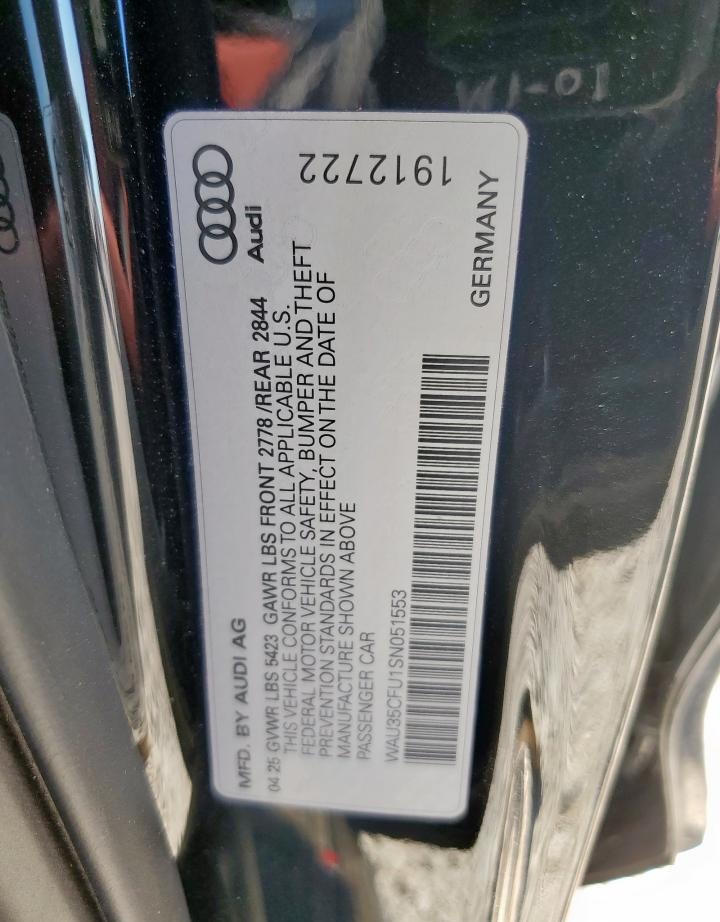 MFD. BY AUDI AG
Audi
04 25 GVWR LBS 5423 GAWR LBS FRONT 2778 /REAR 2844
THIS VEHICLE CONFORMS TO ALL APPLICABLE U.S.
FEDERAL MOTOR VEHICLE SAFETY, BUMPER AND THEFT
PREVENTION STANDARDS IN EFFECT ON THE DATE OF
MANUFACTURE SHOWN ABOVE
PASSENGER CAR
1912722
WAU35CFU1SN051553
GERMANY